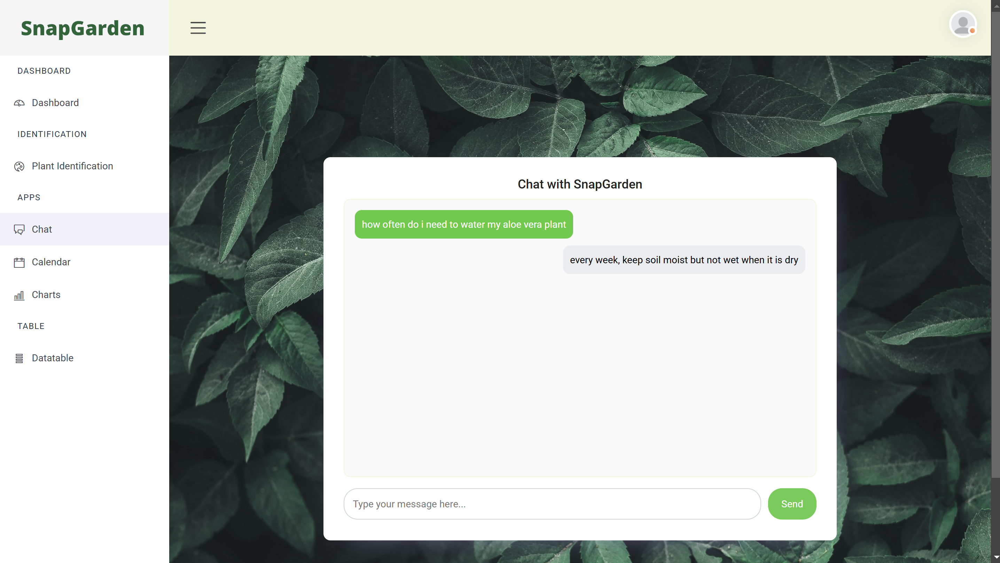 SnapGarden
DASHBOARD
Dashboard
IDENTIFICATION
Plant Identification
APPS
Chat
Calendar
Charts
TABLE
Datatable
Chat with SnapGarden
how often do i need to water my aloe vera plant
every week, keep soil moist but not wet when it is dry
Type your message here...
Send